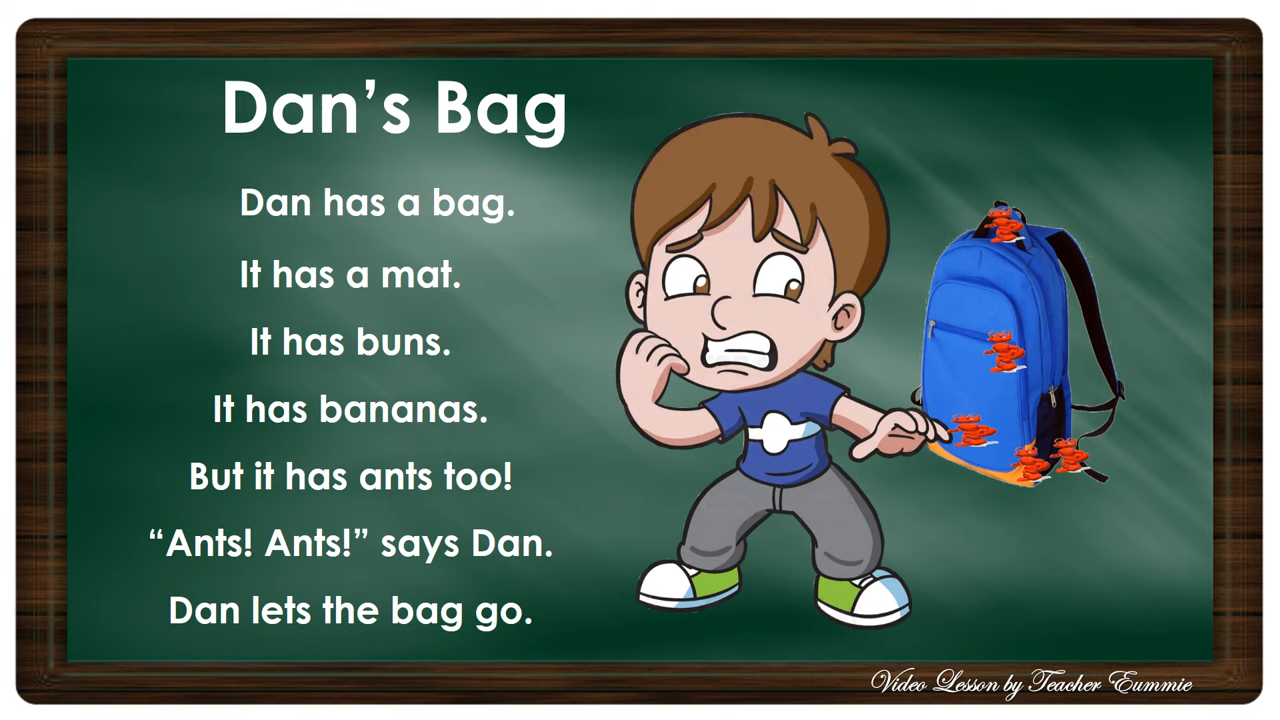 Dan’s Bag
Dan has a bag.
It has a mat.
It has buns.
It has bananas.
But it has ants too!
“Ants! Ants!” says Dan.
Dan lets the bag go.
Video Lesson by Teacher Eummie